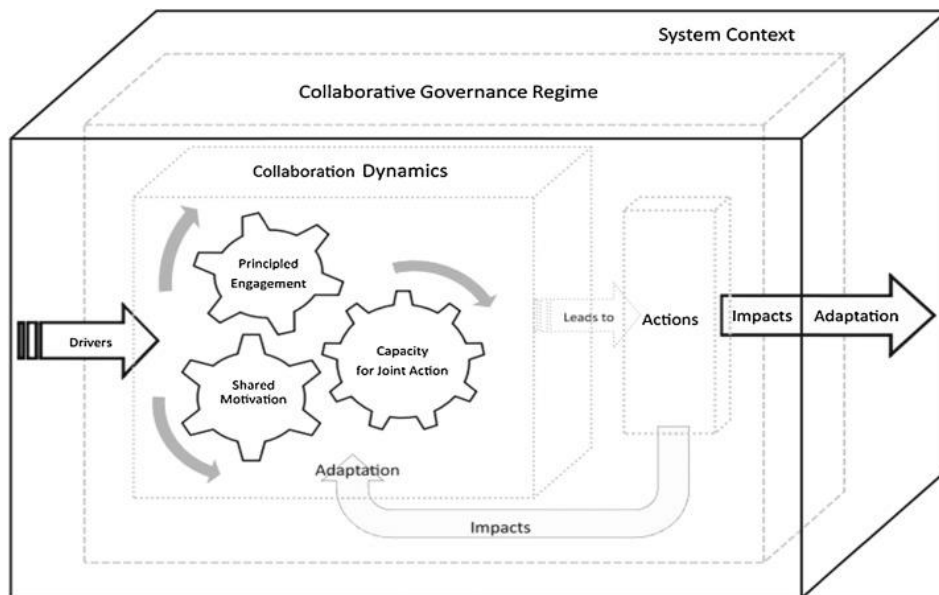 System Context
Collaborative Governance Regime
Collaboration Dynamics
Principled
Engagement
Drivers
Shared
Motivation
Capacity
for Joint Action
Leads to
Actions
Impacts
Adaptation
Adaptation
Impacts